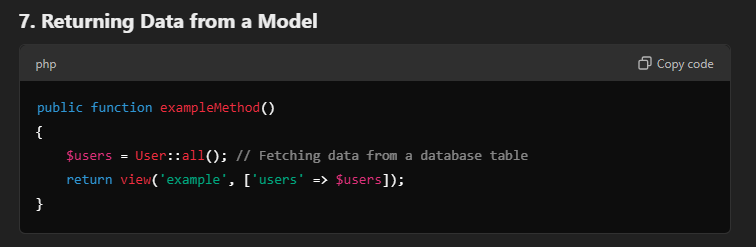 7. Returning Data from a Model
php
Copy code
public function exampleMethod()
{
    $users = User::all(); // Fetching data from a database table
    return view('example', ['users' => $users]);
}